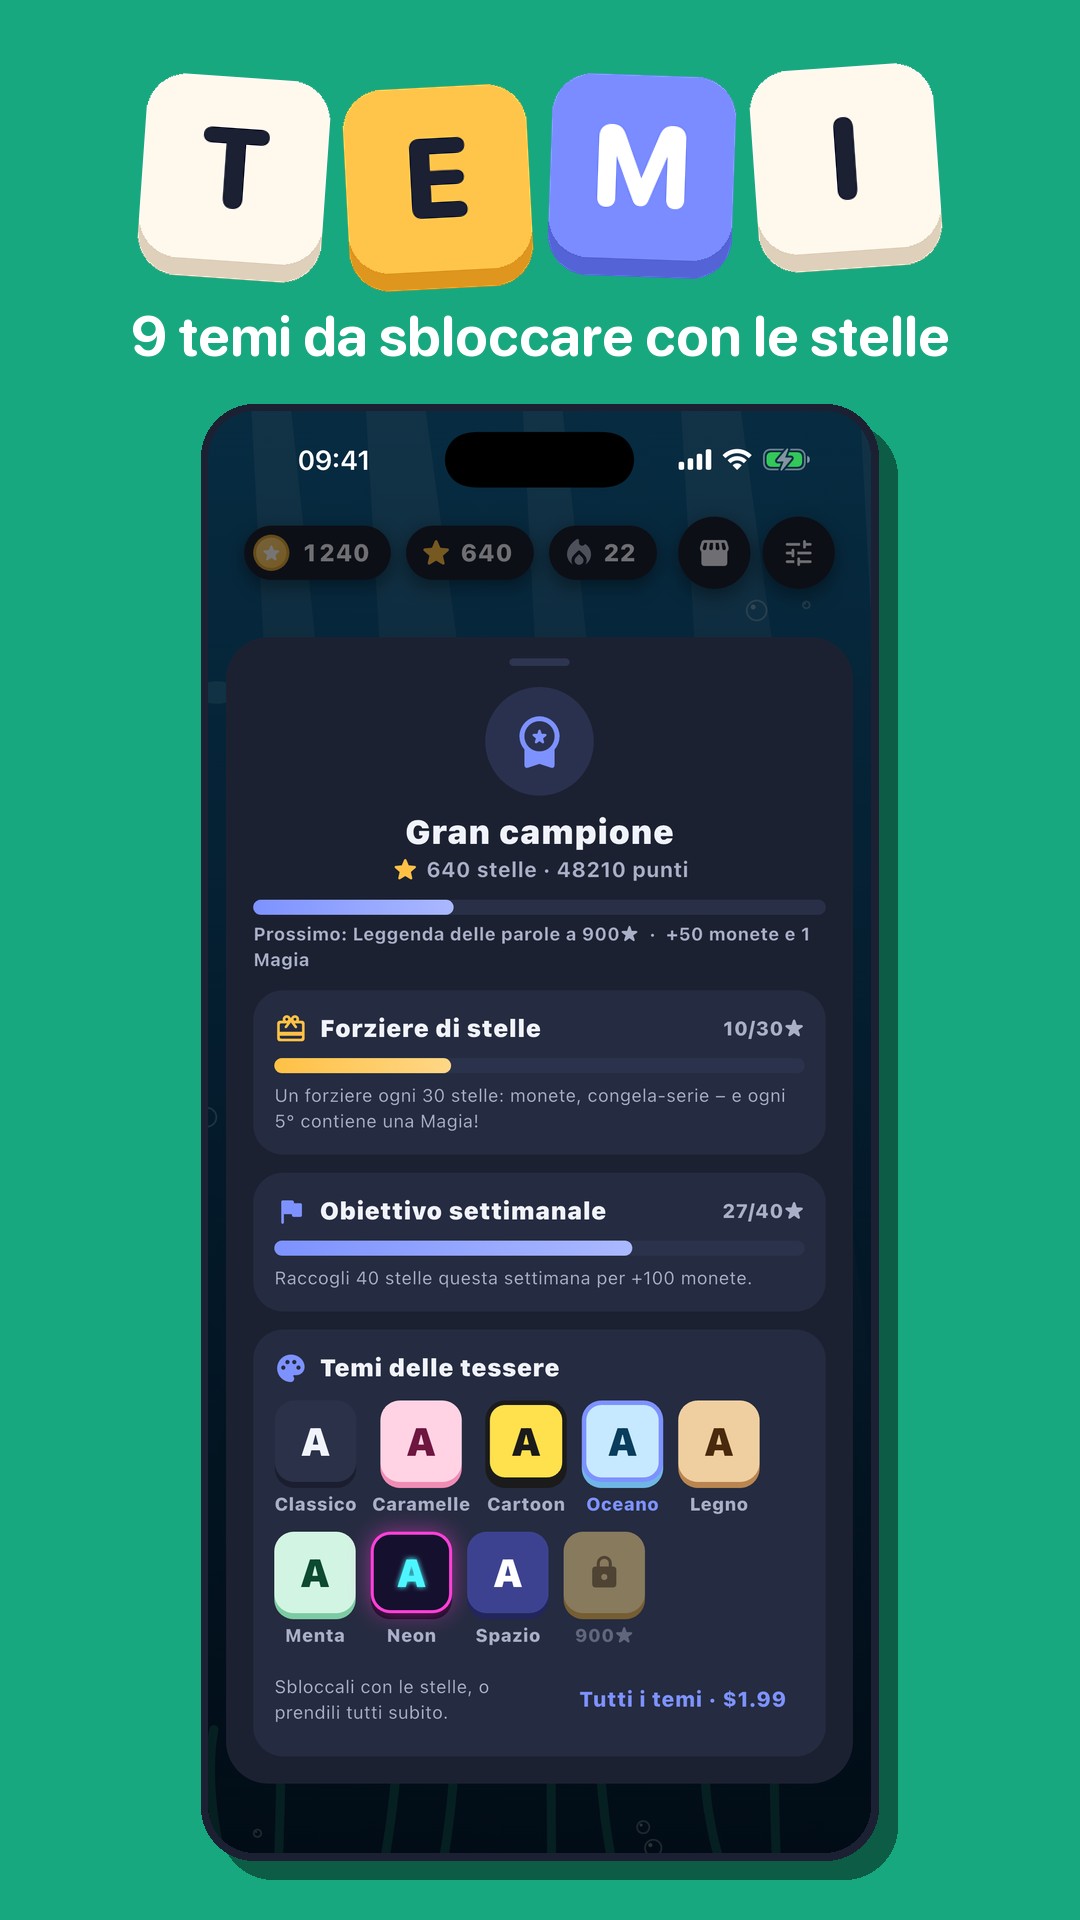 TEMI
9 temi da sbloccare con le stelle
09:41
1240 640 22
Gran campione
640 stelle · 48210 punti
Prossimo: Leggenda delle parole a 900★ · +50 monete e 1
Magia
Forziere di stelle 10/30★
Un forziere ogni 30 stelle: monete, congela-serie – e ogni
5° contiene una Magia!
Obiettivo settimanale 27/40★
Raccogli 40 stelle questa settimana per +100 monete.
Temi delle tessere
A A A A A
Classico Caramelle Cartoon Oceano Legno
A A A
Menta Neon Spazio 900★
Sbloccali con le stelle, o
prendili tutti subito.
Tutti i temi · $1.99